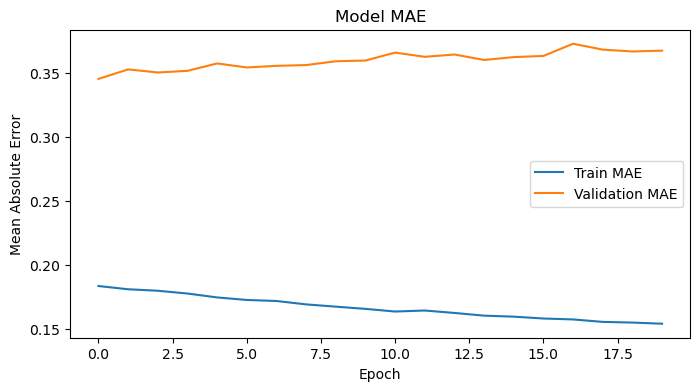 Model MAE
Mean Absolute Error
0.35
0.30
0.25
0.20
0.15
Train MAE
Validation MAE
0.0 2.5 5.0 7.5 10.0 12.5 15.0 17.5
Epoch